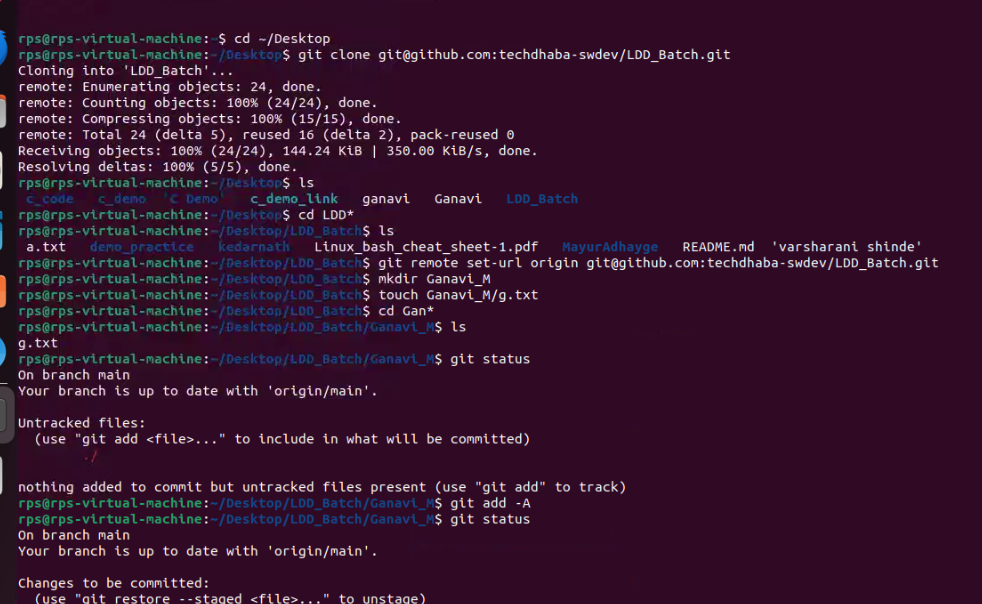 rps@rps-virtual-machine:~$ cd ~/Desktop
rps@rps-virtual-machine:~/Desktop$ git clone git@github.com:techdhaba-swdev/LDD_Batch.git
Cloning into 'LDD_Batch'...
remote: Enumerating objects: 24, done.
remote: Counting objects: 100% (24/24), done.
remote: Compressing objects: 100% (15/15), done.
remote: Total 24 (delta 5), reused 16 (delta 2), pack-reused 0
Receiving objects: 100% (24/24), 144.24 KiB | 350.00 KiB/s, done.
Resolving deltas: 100% (5/5), done.
rps@rps-virtual-machine:~/Desktop$ ls
c_code c_demo 'C Demo' c_demo_link ganavi Ganavi LDD_Batch
rps@rps-virtual-machine:~/Desktop$ cd LDD*
rps@rps-virtual-machine:~/Desktop/LDD_Batch$ ls
a.txt demo_practice kedarnath Linux_bash_cheat_sheet-1.pdf MayurAdhayge README.md 'varsharani shinde'
rps@rps-virtual-machine:~/Desktop/LDD_Batch$ git remote set-url origin git@github.com:techdhaba-swdev/LDD_Batch.git
rps@rps-virtual-machine:~/Desktop/LDD_Batch$ mkdir Ganavi_M
rps@rps-virtual-machine:~/Desktop/LDD_Batch$ touch Ganavi_M/g.txt
rps@rps-virtual-machine:~/Desktop/LDD_Batch$ cd Gan*
rps@rps-virtual-machine:~/Desktop/LDD_Batch/Ganavi_M$ ls
g.txt
rps@rps-virtual-machine:~/Desktop/LDD_Batch/Ganavi_M$ git status
On branch main
Your branch is up to date with 'origin/main'.
Untracked files:
(use "git add <file>..." to include in what will be committed)
./
nothing added to commit but untracked files present (use "git add" to track)
rps@rps-virtual-machine:~/Desktop/LDD_Batch/Ganavi_M$ git add -A
rps@rps-virtual-machine:~/Desktop/LDD_Batch/Ganavi_M$ git status
On branch main
Your branch is up to date with 'origin/main'.
Changes to be committed:
(use "git restore --staged <file>..." to unstage)